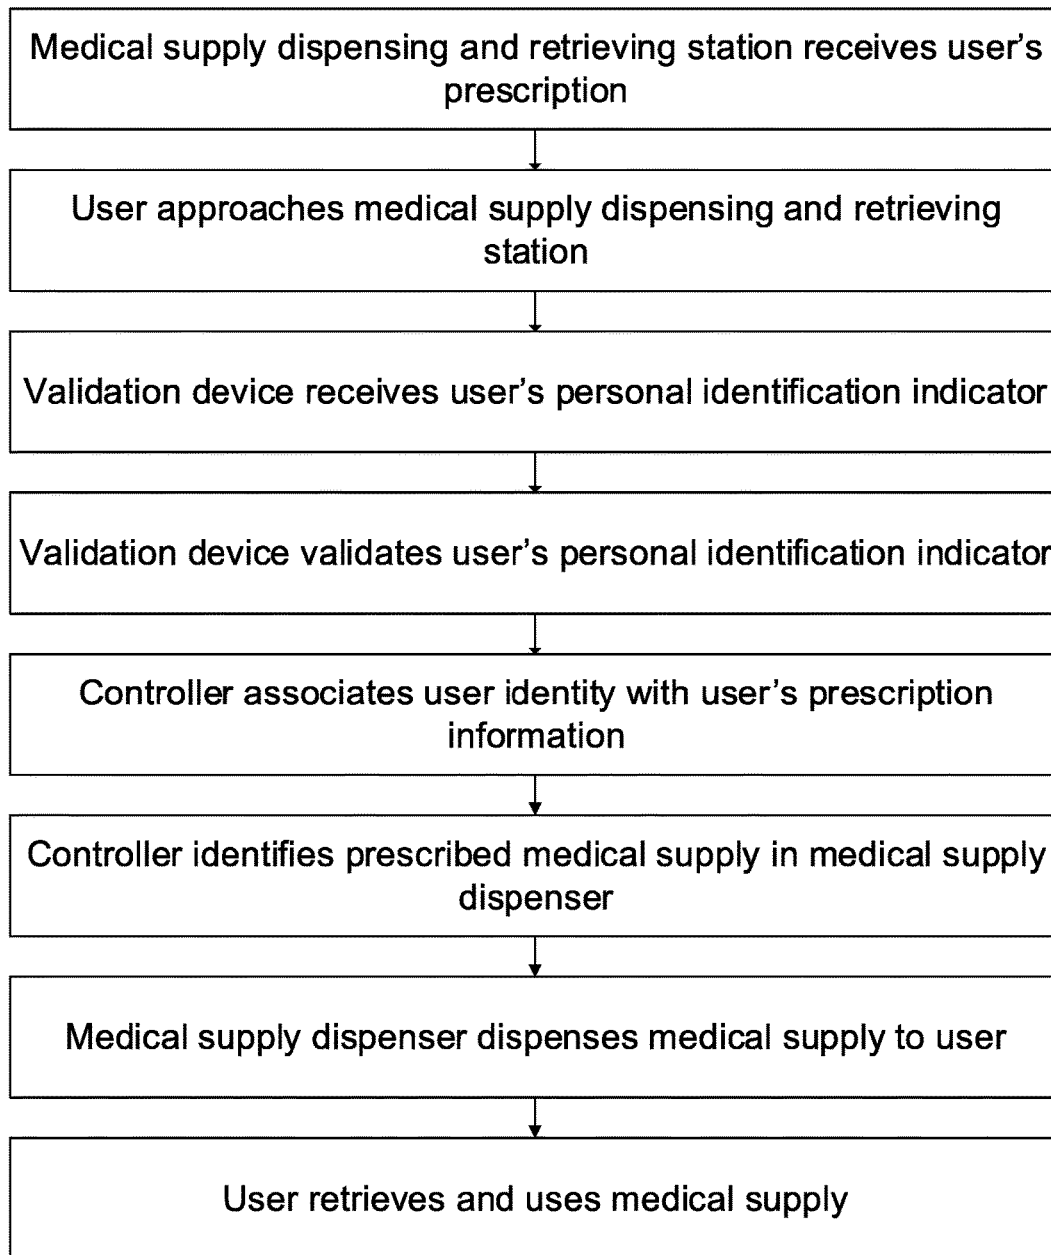 Medical supply dispensing and retrieving station receives user’s
prescription
User approaches medical supply dispensing and retrieving
station
Validation device receives user’s personal identification indicator
Validation device validates user’s personal identification indicator
Controller associates user identity with user’s prescription
information
Controller identifies prescribed medical supply in medical supply
dispenser
Medical supply dispenser dispenses medical supply to user
User retrieves and uses medical supply